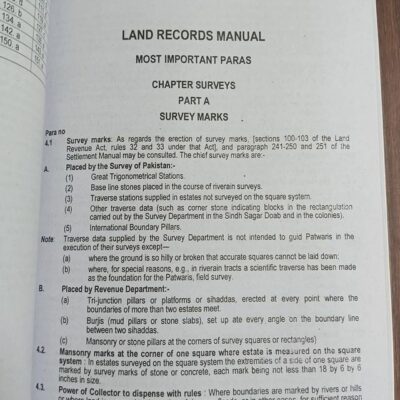 126. b
134. a
142. a
150. a
LAND RECORDS MANUAL
MOST IMPORTANT PARAS
CHAPTER SURVEYS
PART A
SURVEY MARKS
Para no
4.1 Survey marks: As regards the erection of survey marks, [sections 100-103 of the Land
Revenue Act, rules 32 and 33 under that Act], and paragraph 241-250 and 251 of the
Settlement Manual may be consulted. The chief survey marks are:-
A. Placed by the Survey of Pakistan:-
(1) Great Trigonometrical Stations.
(2) Base line stones placed in the course of riverain surveys.
(3) Traverse stations supplied in estates not surveyed on the square system.
(4) Other traverse data (such as corner stone indicating blocks in the rectangulation
carried out by the Survey Department in the Sindh Sagar Doab and in the colonies).
(5) International Boundary Pillars.
Note: Traverse data supplied by the Survey Department is not intended to guid Patwaris in the
execution of their surveys except—
(a) where the ground is so hilly or broken that accurate squares cannot be laid down;
(b) where, for special reasons, e.g., in riverain tracts a scientific traverse has been made
as the foundation for the Patwaris, field survey.
B. Placed by Revenue Department:-
(a) Tri-junction pillars or platforms or sihaddas, erected at every point where the
boundaries of more than two estates meet.
(b) Burjis (mud pillars or stone slabs), set up ate every angle on the boundary line
between two sihaddas.
(c) Mansonry or stone pillars at the corners of survey squares or rectangles)
4.2. Mansonry marks at the corner of one square where estate is measured on the square
system : In estates surveyed on the square system the extremities of a side of one square are
marked by survey marks of stone or concrete, each mark being not less than 18 by 6 by 6
inches in size.
4.3. Power of Collector to dispense with rules : Where boundaries are marked by rivers or hills